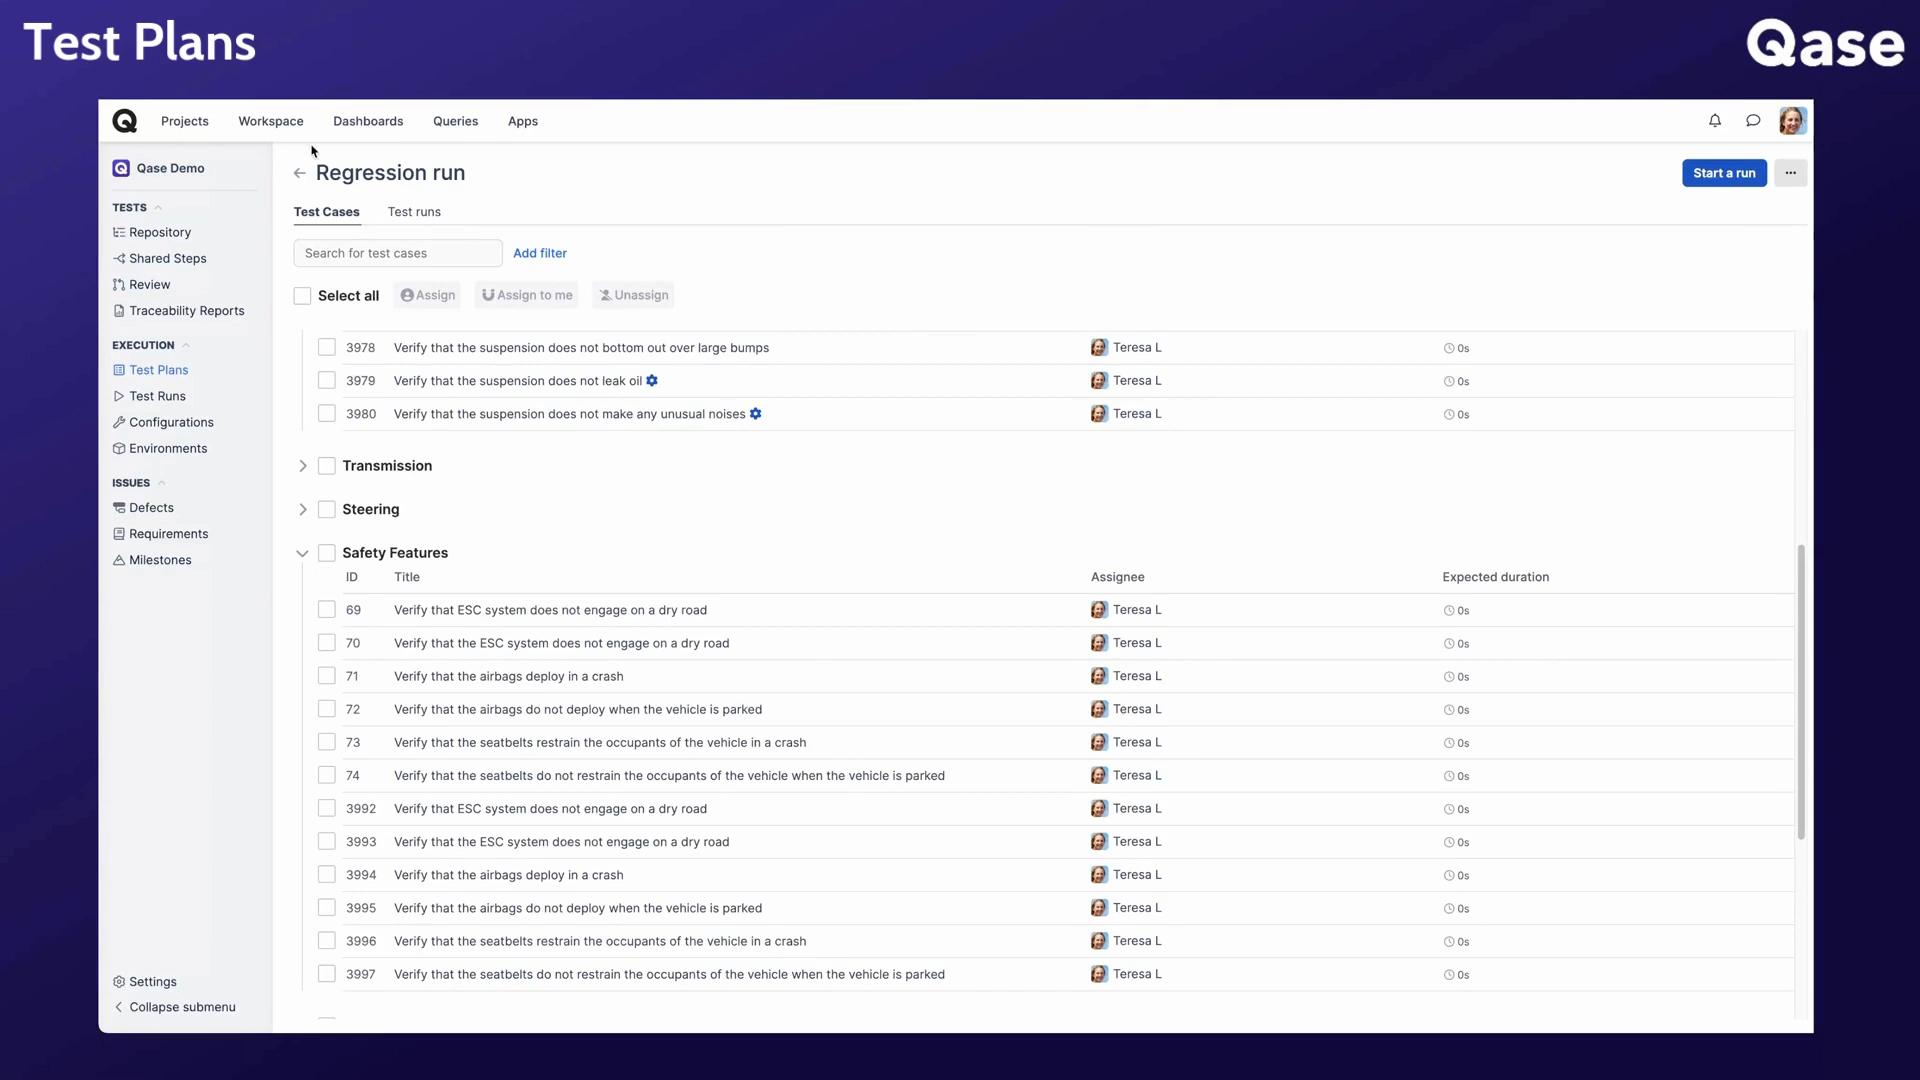 Test Plans
Qase
Projects Workspace Dashboards Queries Apps
Qase Demo
Regression run
Start a run
TESTS
Repository
Shared Steps
Review
Traceability Reports
EXECUTION
Test Plans
Test Runs
Configurations
Environments
ISSUES
Defects
Requirements
Milestones
Settings
Collapse submenu
Test Cases Test runs
Search for test cases Add filter
Select all Assign Assign to me Unassign
3978 Verify that the suspension does not bottom out over large bumps Teresa L 0s
3979 Verify that the suspension does not leak oil Teresa L 0s
3980 Verify that the suspension does not make any unusual noises Teresa L 0s
Transmission
Steering
Safety Features
ID Title Assignee Expected duration
69 Verify that ESC system does not engage on a dry road Teresa L 0s
70 Verify that the ESC system does not engage on a dry road Teresa L 0s
71 Verify that the airbags deploy in a crash Teresa L 0s
72 Verify that the airbags do not deploy when the vehicle is parked Teresa L 0s
73 Verify that the seatbelts restrain the occupants of the vehicle in a crash Teresa L 0s
74 Verify that the seatbelts do not restrain the occupants of the vehicle when the vehicle is parked Teresa L 0s
3992 Verify that ESC system does not engage on a dry road Teresa L 0s
3993 Verify that the ESC system does not engage on a dry road Teresa L 0s
3994 Verify that the airbags deploy in a crash Teresa L 0s
3995 Verify that the airbags do not deploy when the vehicle is parked Teresa L 0s
3996 Verify that the seatbelts restrain the occupants of the vehicle in a crash Teresa L 0s
3997 Verify that the seatbelts do not restrain the occupants of the vehicle when the vehicle is parked Teresa L 0s